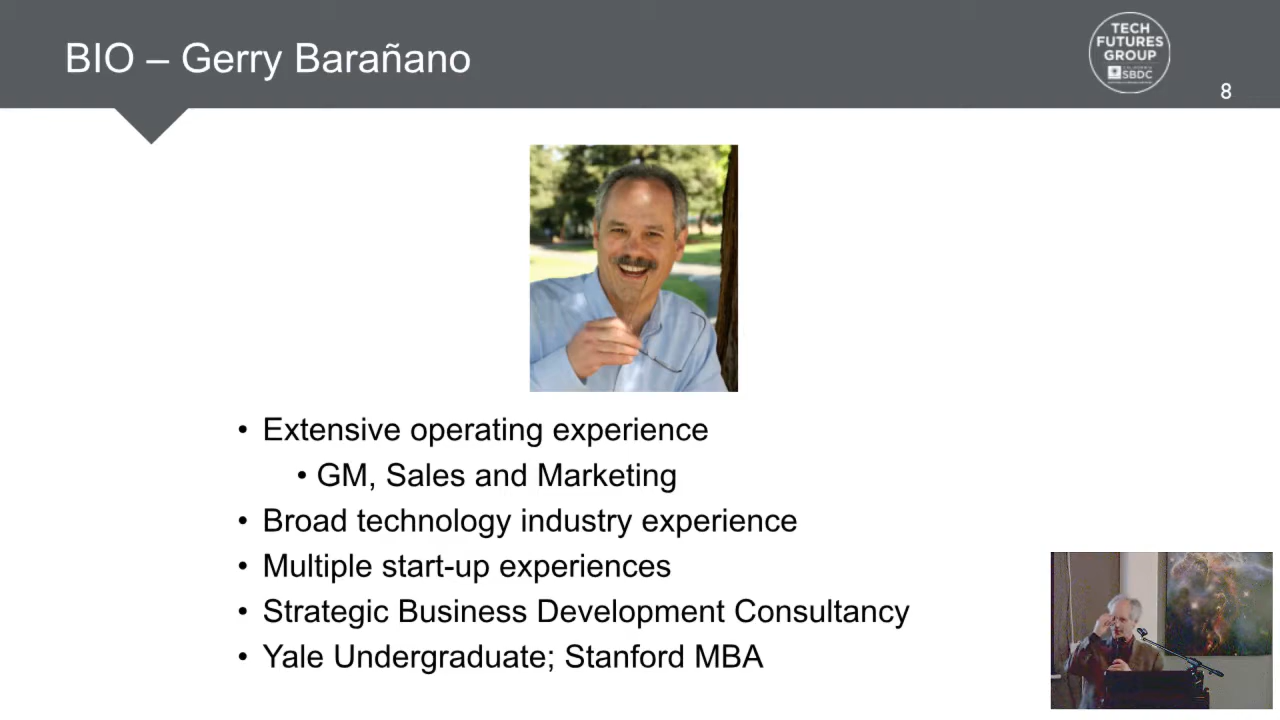 BIO – Gerry Barañano
TECH
FUTURES
GROUP
CALIFORNIA
SBDC
8
• Extensive operating experience
• GM, Sales and Marketing
• Broad technology industry experience
• Multiple start-up experiences
• Strategic Business Development Consultancy
• Yale Undergraduate; Stanford MBA